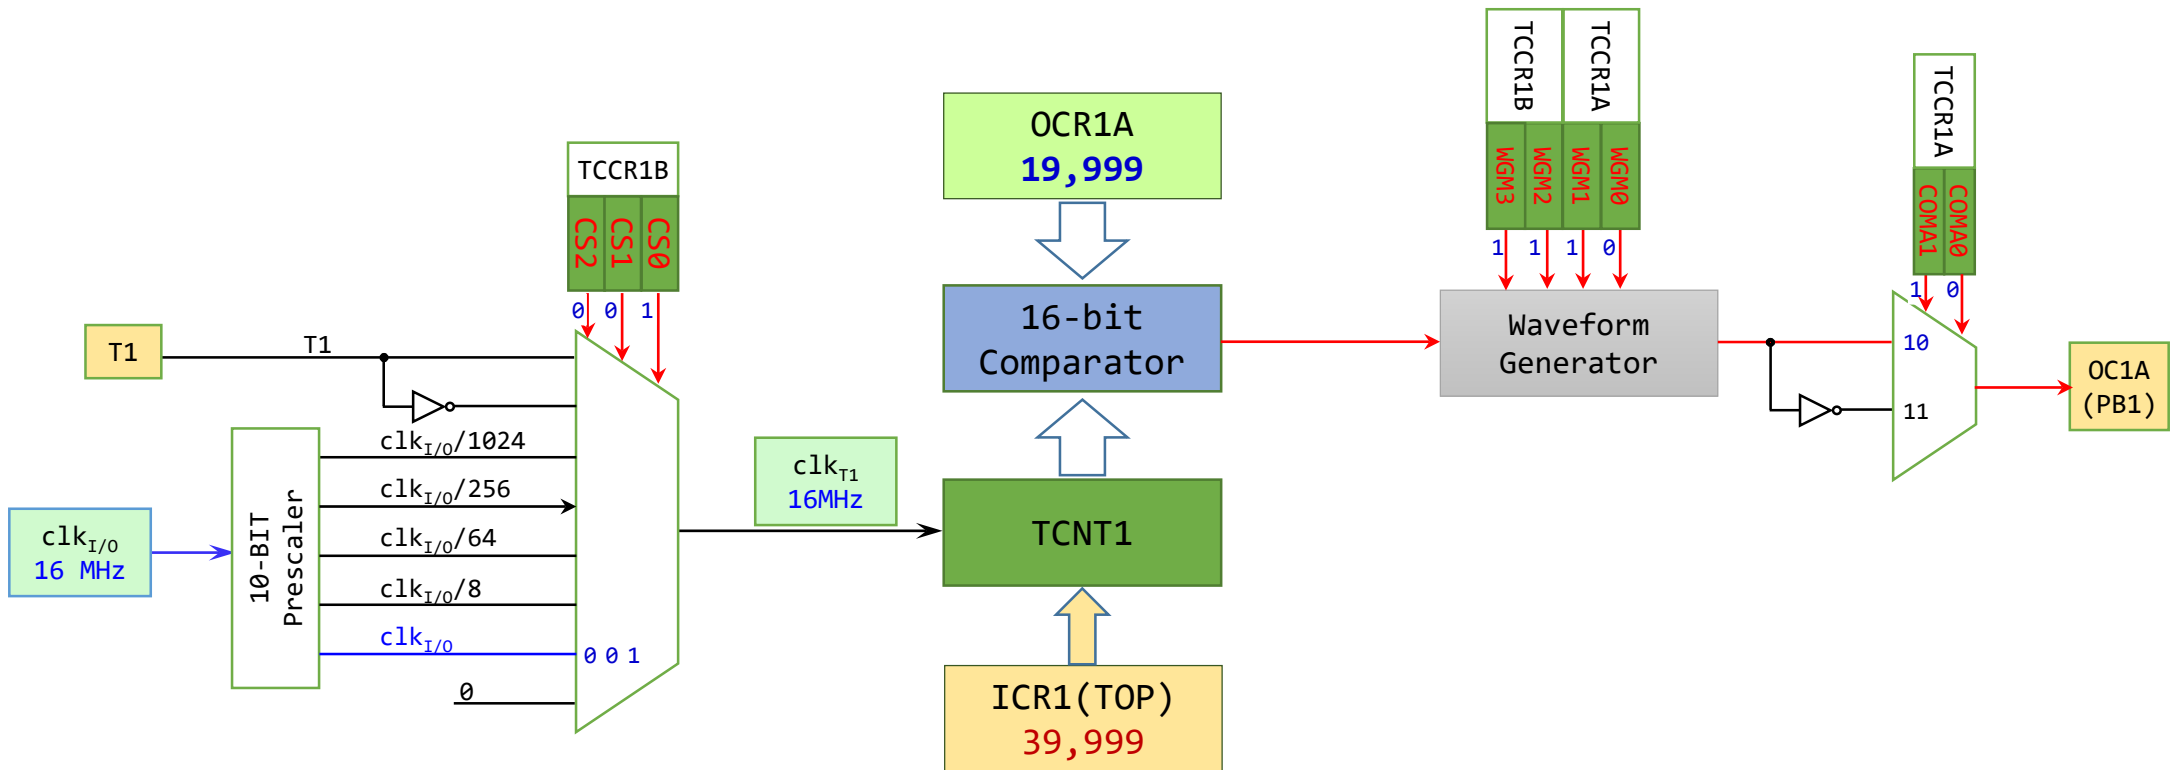 T1
T1
clkI/O
16 MHz
10-BIT
Prescaler
clkI/O/1024
clkI/O/256
clkI/O/64
clkI/O/8
clkI/O
0
TCCR1B
CS2 CS1 CS0
0 0 1
0 0 1
clkT1
16MHz
OCR1A
19,999
16-bit
Comparator
TCNT1
ICR1(TOP)
39,999
TCCR1B TCCR1A
WGM3 WGM2 WGM1 WGM0
1 1 1 0
Waveform
Generator
TCCR1A
COMA1 COMA0
1 0
10
11
OC1A
(PB1)